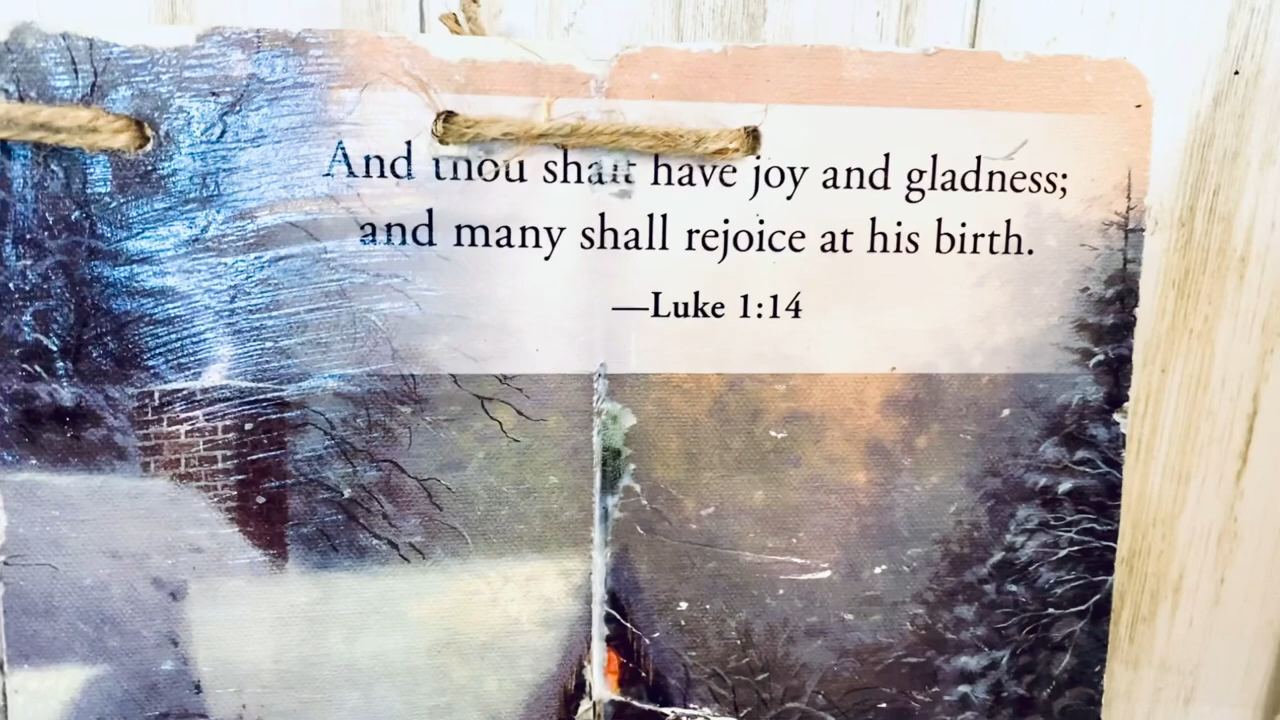 And thou shalt have joy and gladness;
and many shall rejoice at his birth.
—Luke 1:14